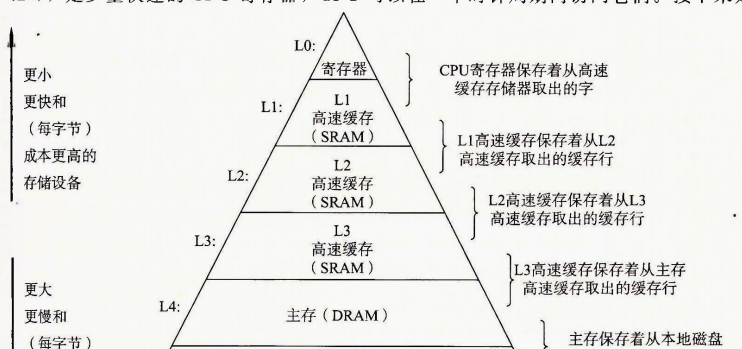 L0:
寄存器
CPU寄存器保存着从高速
缓存存储器取出的字
更小
更快和
（每字节）
成本更高的
存储设备
L1:
L1
高速缓存
（SRAM）
L1高速缓存保存着从L2
高速缓存取出的缓存行
L2:
L2
高速缓存
（SRAM）
L2高速缓存保存着从L3
高速缓存取出的缓存行
L3:
L3
高速缓存
（SRAM）
L3高速缓存保存着从主存
高速缓存取出的缓存行
更大
更慢和
（每字节）
L4:
主存（DRAM）
主存保存着从本地磁盘